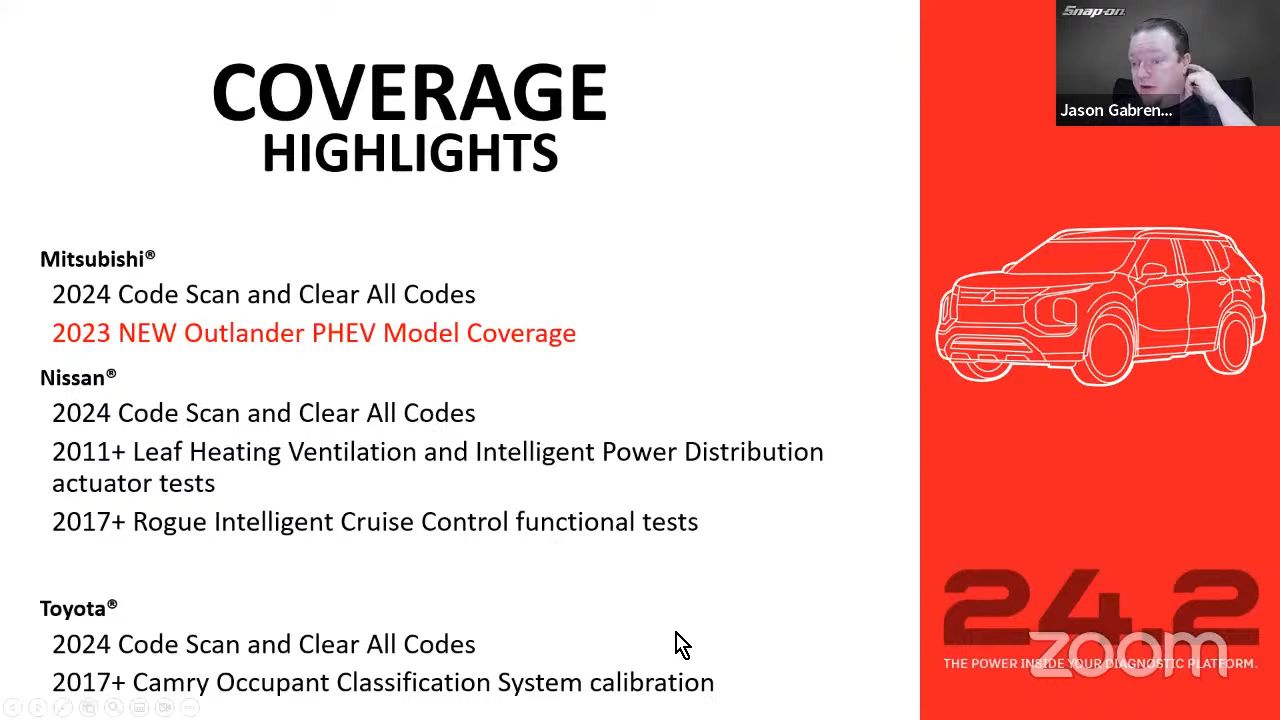 COVERAGE
HIGHLIGHTS
Mitsubishi®
2024 Code Scan and Clear All Codes
2023 NEW Outlander PHEV Model Coverage
Nissan®
2024 Code Scan and Clear All Codes
2011+ Leaf Heating Ventilation and Intelligent Power Distribution
actuator tests
2017+ Rogue Intelligent Cruise Control functional tests
Toyota®
2024 Code Scan and Clear All Codes
2017+ Camry Occupant Classification System calibration
Snap-on
Jason Gabren...
24.2
zoom
THE POWER INSIDE YOUR DIAGNOSTIC PLATFORM.